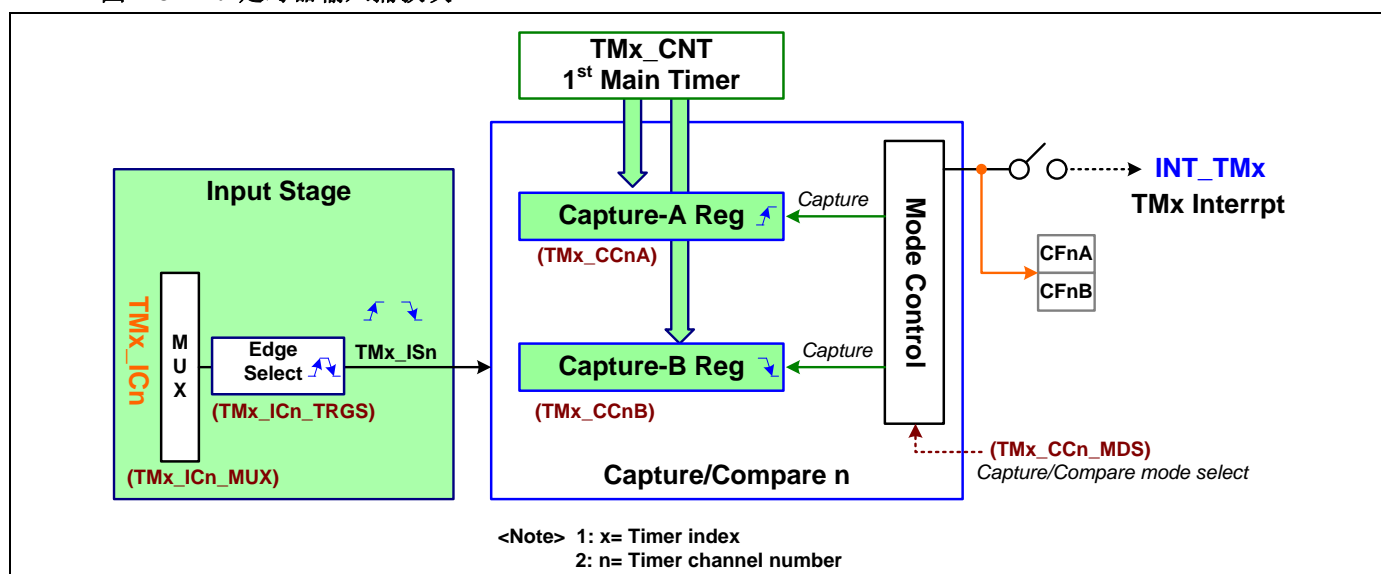 TMx_CNT
1st Main Timer
Input Stage
TMx_ICn
MUX
Edge
Select
TMx_ISn
(TMx_ICn_TRGS)
(TMx_ICn_MUX)
Capture-A Reg
(TMx_CCnA)
Capture
Capture-B Reg
(TMx_CCnB)
Capture
Mode Control
Capture/Compare n
INT_TMx
TMx Interrpt
CFnA
CFnB
(TMx_CCn_MDS)
Capture/Compare mode select
<Note> 1: x= Timer index
2: n= Timer channel number